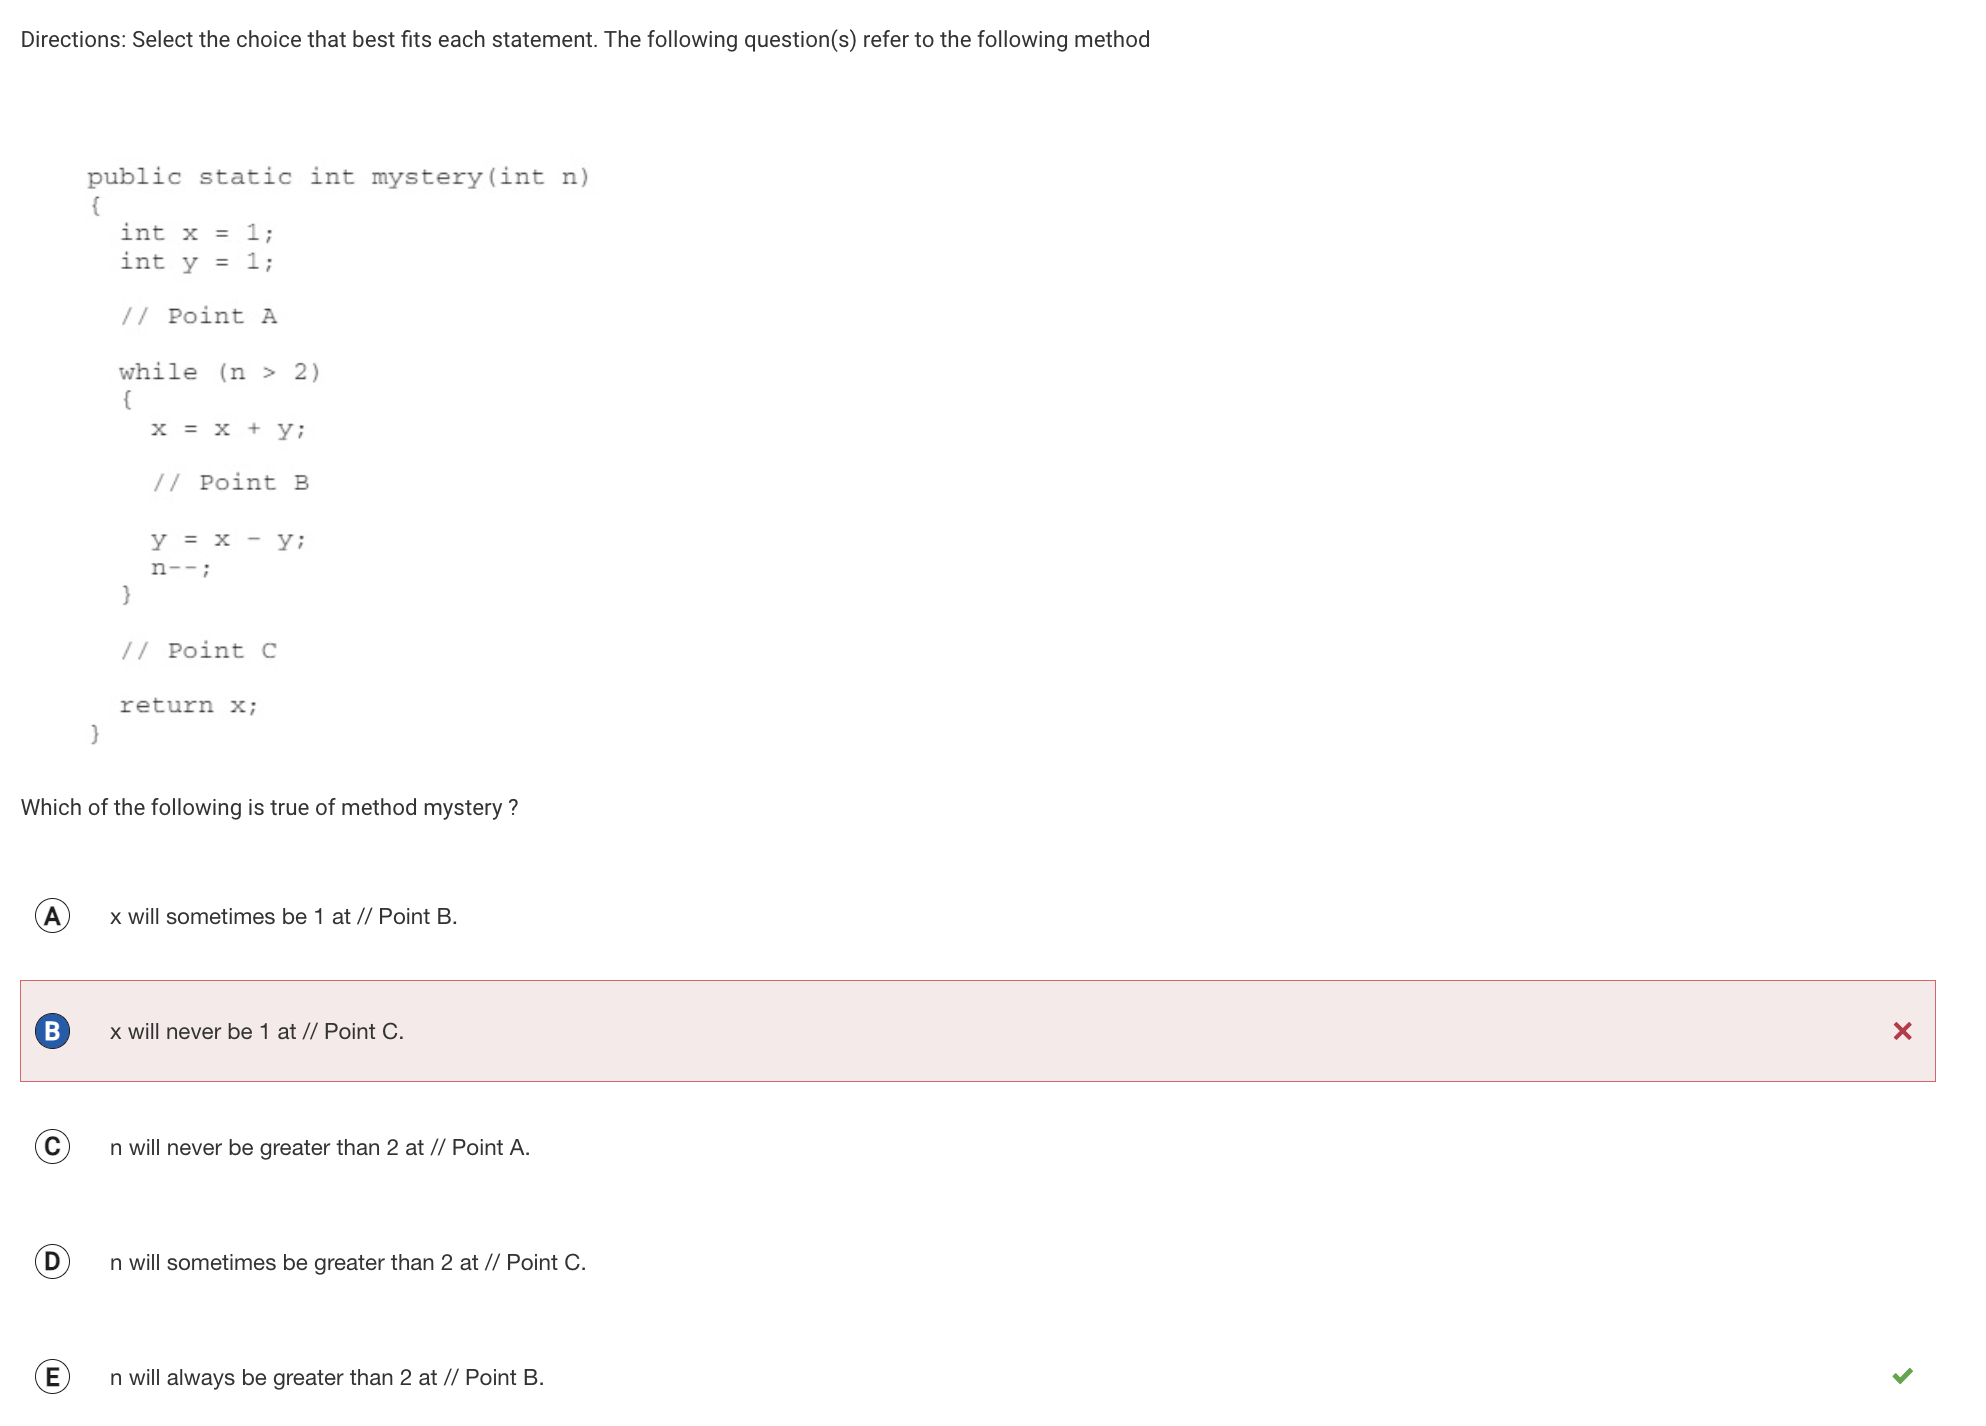 Directions: Select the choice that best fits each statement. The following question(s) refer to the following method
public static int mystery(int n)
{
  int x = 1;
  int y = 1;
  // Point A
  while (n > 2)
  {
    x = x + y;
    // Point B
    y = x - y;
    n--;
  }
  // Point C
  return x;
}
Which of the following is true of method mystery ?
A x will sometimes be 1 at // Point B.
B x will never be 1 at // Point C.
C n will never be greater than 2 at // Point A.
D n will sometimes be greater than 2 at // Point C.
E n will always be greater than 2 at // Point B.